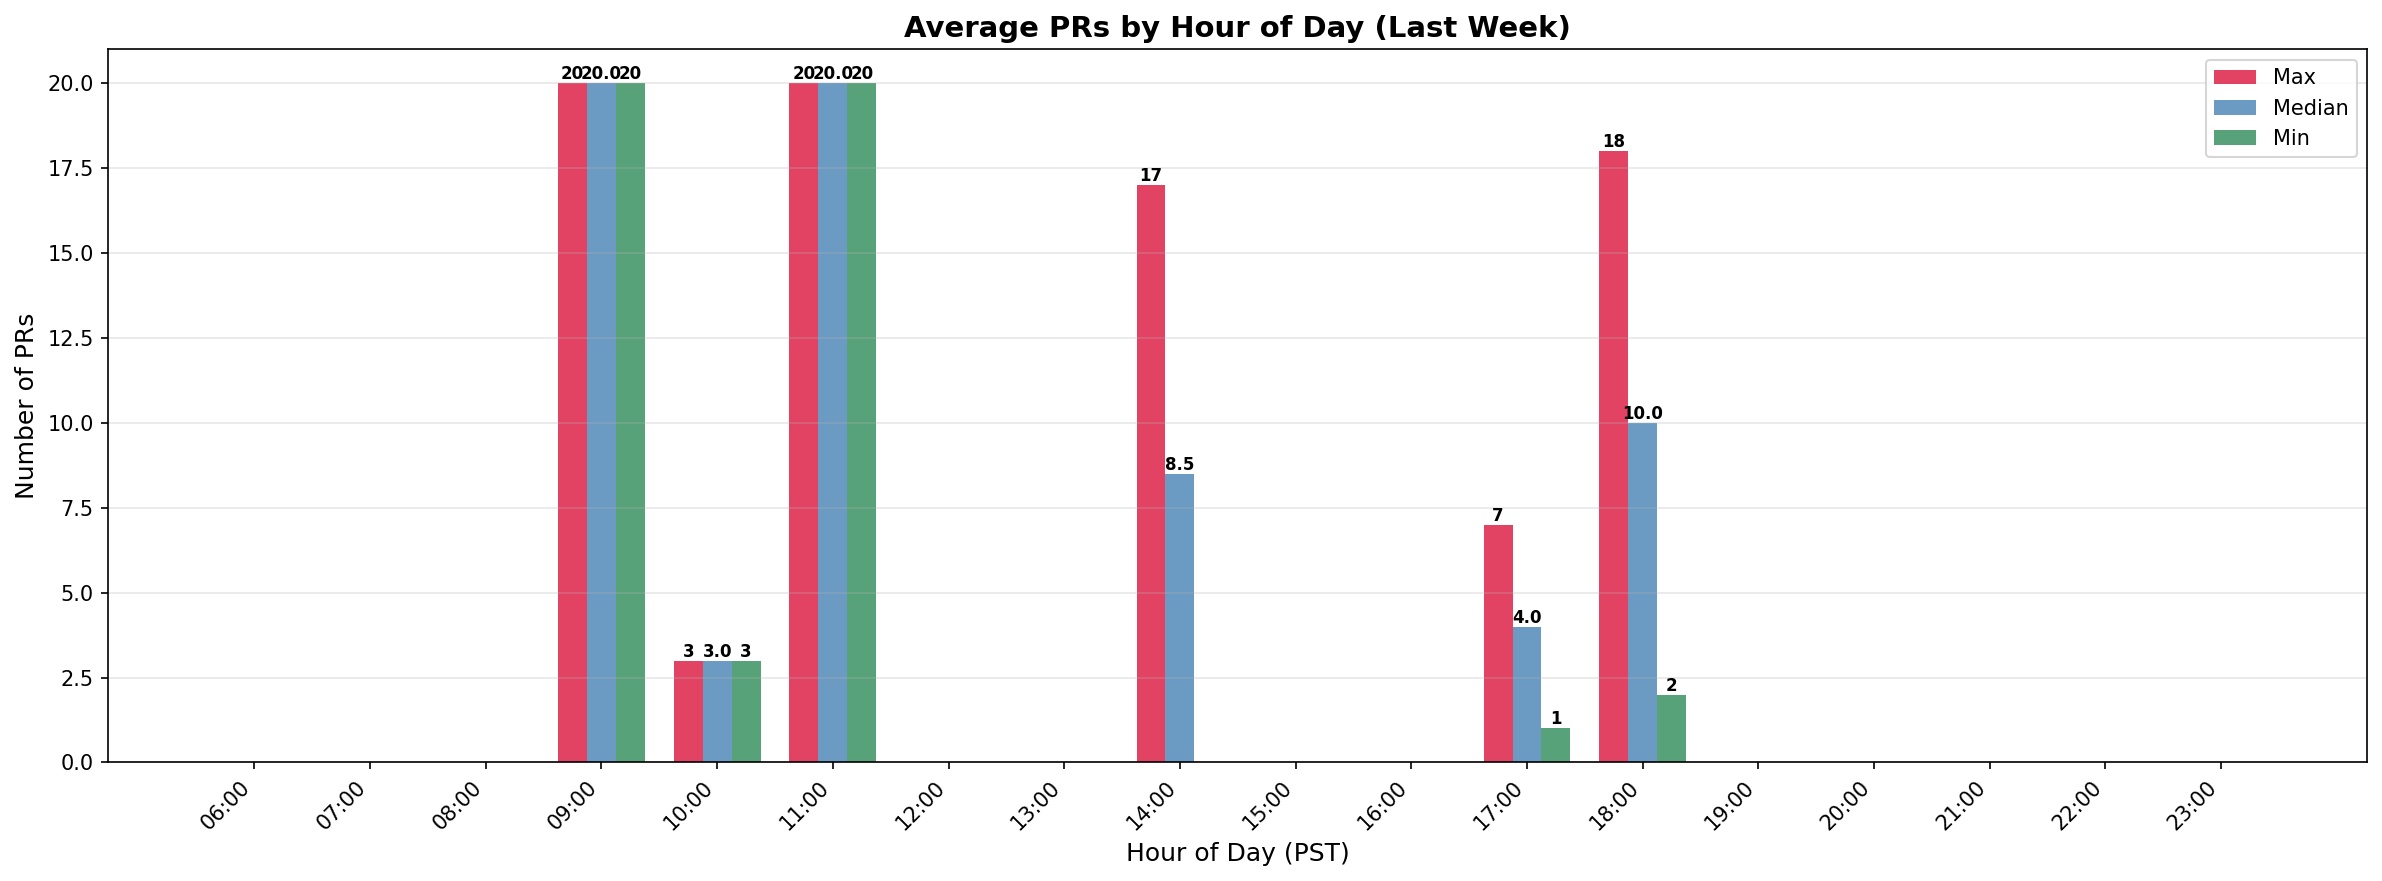 Average PRs by Hour of Day (Last Week)
Max
Median
Min
Number of PRs
20.0
17.5
15.0
12.5
10.0
7.5
5.0
2.5
0.0
20 20.0 20
3 3.0 3
20 20.0 20
17
8.5
7
4.0
1
18
10.0
2
06:00 07:00 08:00 09:00 10:00 11:00 12:00 13:00 14:00 15:00 16:00 17:00 18:00 19:00 20:00 21:00 22:00 23:00
Hour of Day (PST)